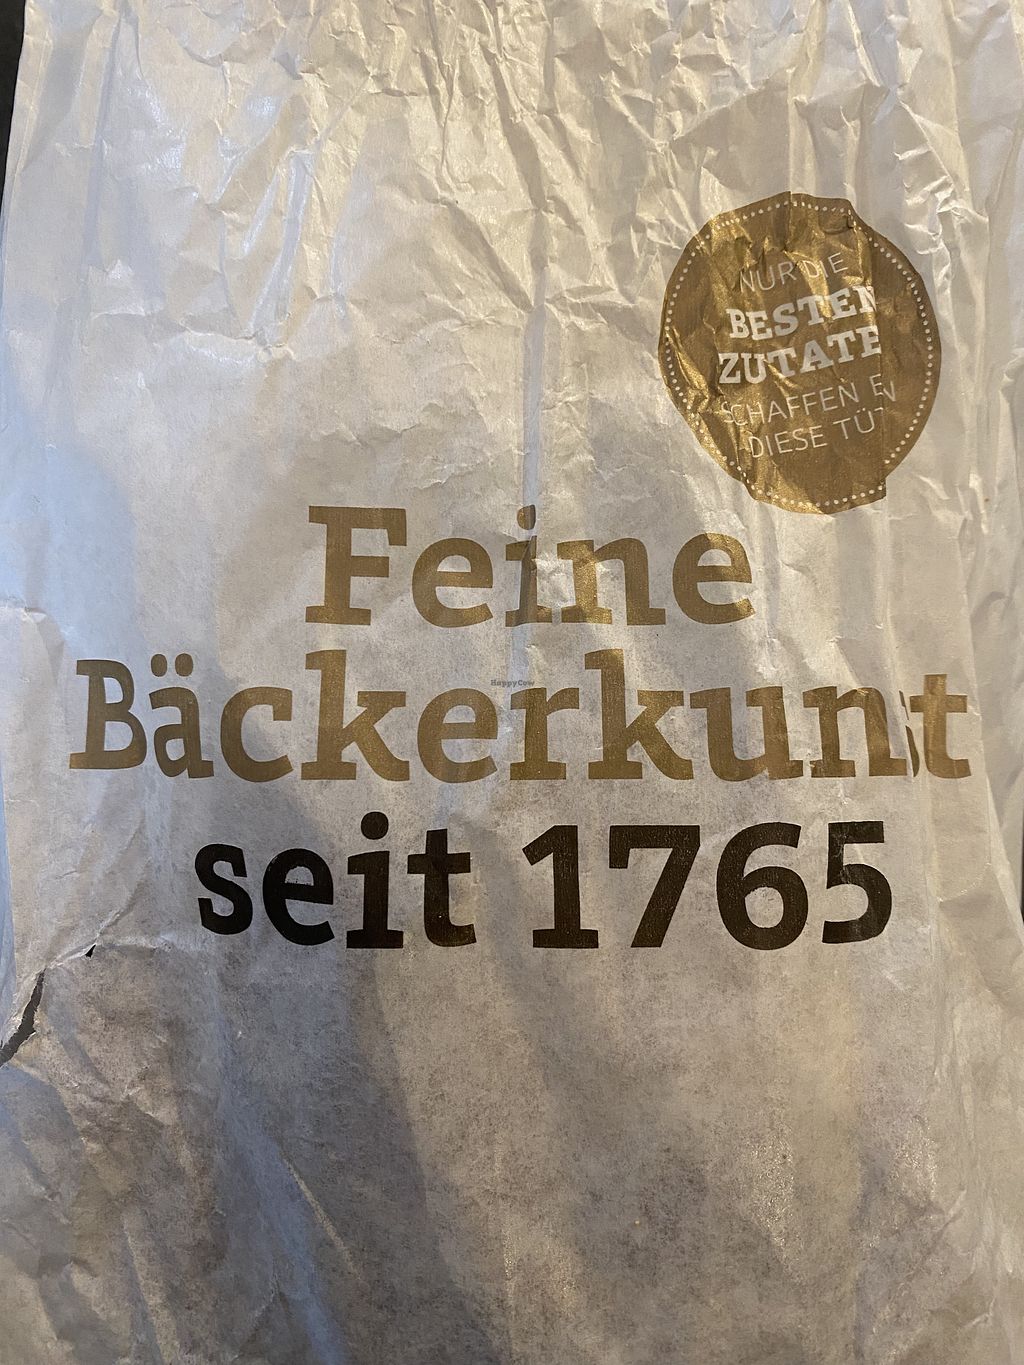 NUR DIE
BESTEN
ZUTATE
SCHAFFEN E
DIESE TÜT
Feine
Bäckerkunst
seit 1765
HappyCow